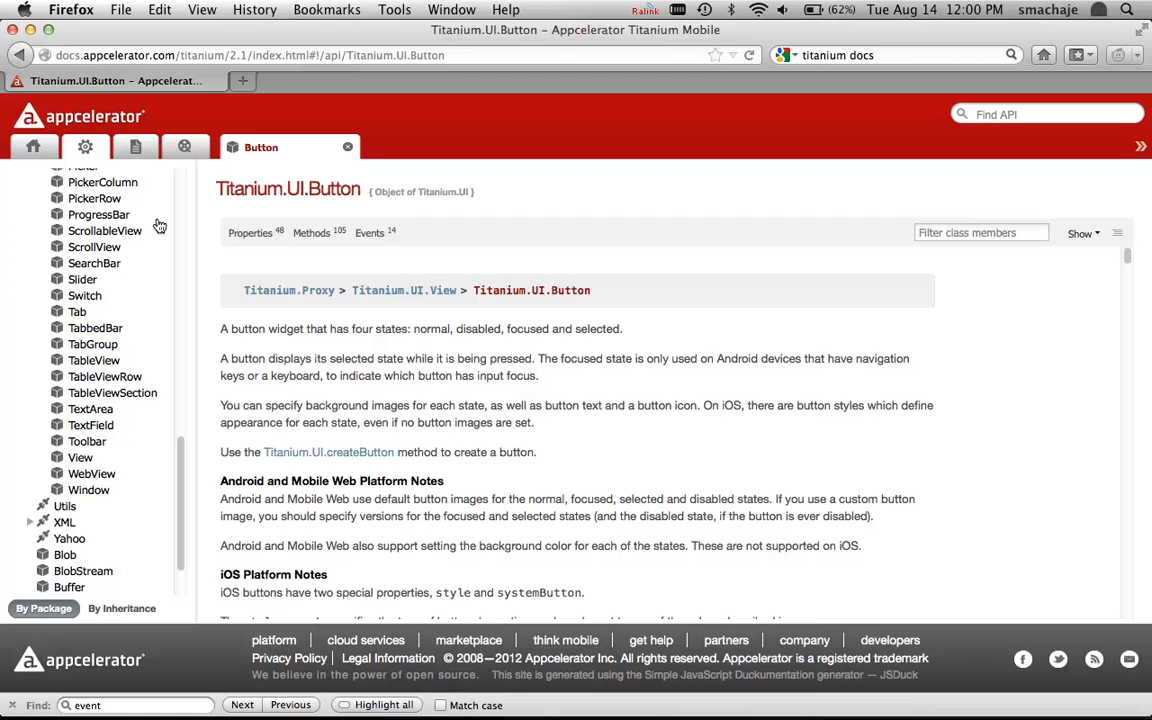 Firefox File Edit View History Bookmarks Tools Window Help Ralink (62%) Tue Aug 14 12:00 PM smachaje
Titanium.UI.Button – Appcelerator Titanium Mobile
docs.appcelerator.com/titanium/2.1/index.html#!/api/Titanium.UI.Button titanium docs
Titanium.UI.Button – Appcelerat...
appcelerator Find API
Button
PickerColumn
PickerRow
ProgressBar
ScrollableView
ScrollView
SearchBar
Slider
Switch
Tab
TabbedBar
TabGroup
TableView
TableViewRow
TableViewSection
TextArea
TextField
Toolbar
View
WebView
Window
Utils
XML
Yahoo
Blob
BlobStream
Buffer
By Package By Inheritance
Titanium.UI.Button { Object of Titanium.UI }
Properties 48 Methods 105 Events 14 Filter class members Show
Titanium.Proxy > Titanium.UI.View > Titanium.UI.Button
A button widget that has four states: normal, disabled, focused and selected.
A button displays its selected state while it is being pressed. The focused state is only used on Android devices that have navigation
keys or a keyboard, to indicate which button has input focus.
You can specify background images for each state, as well as button text and a button icon. On iOS, there are button styles which define
appearance for each state, even if no button images are set.
Use the Titanium.UI.createButton method to create a button.
Android and Mobile Web Platform Notes
Android and Mobile Web use default button images for the normal, focused, selected and disabled states. If you use a custom button
image, you should specify versions for the focused and selected states (and the disabled state, if the button is ever disabled).
Android and Mobile Web also support setting the background color for each of the states. These are not supported on iOS.
iOS Platform Notes
iOS buttons have two special properties, style and systemButton.
platform cloud services marketplace think mobile get help partners company developers
appcelerator Privacy Policy Legal Information © 2008—2012 Appcelerator Inc. All rights reserved. Appcelerator is a registered trademark
We believe in the power of open source. This site is generated using the Simple JavaScript Duckumentation generator — JSDuck
Find: event Next Previous Highlight all Match case